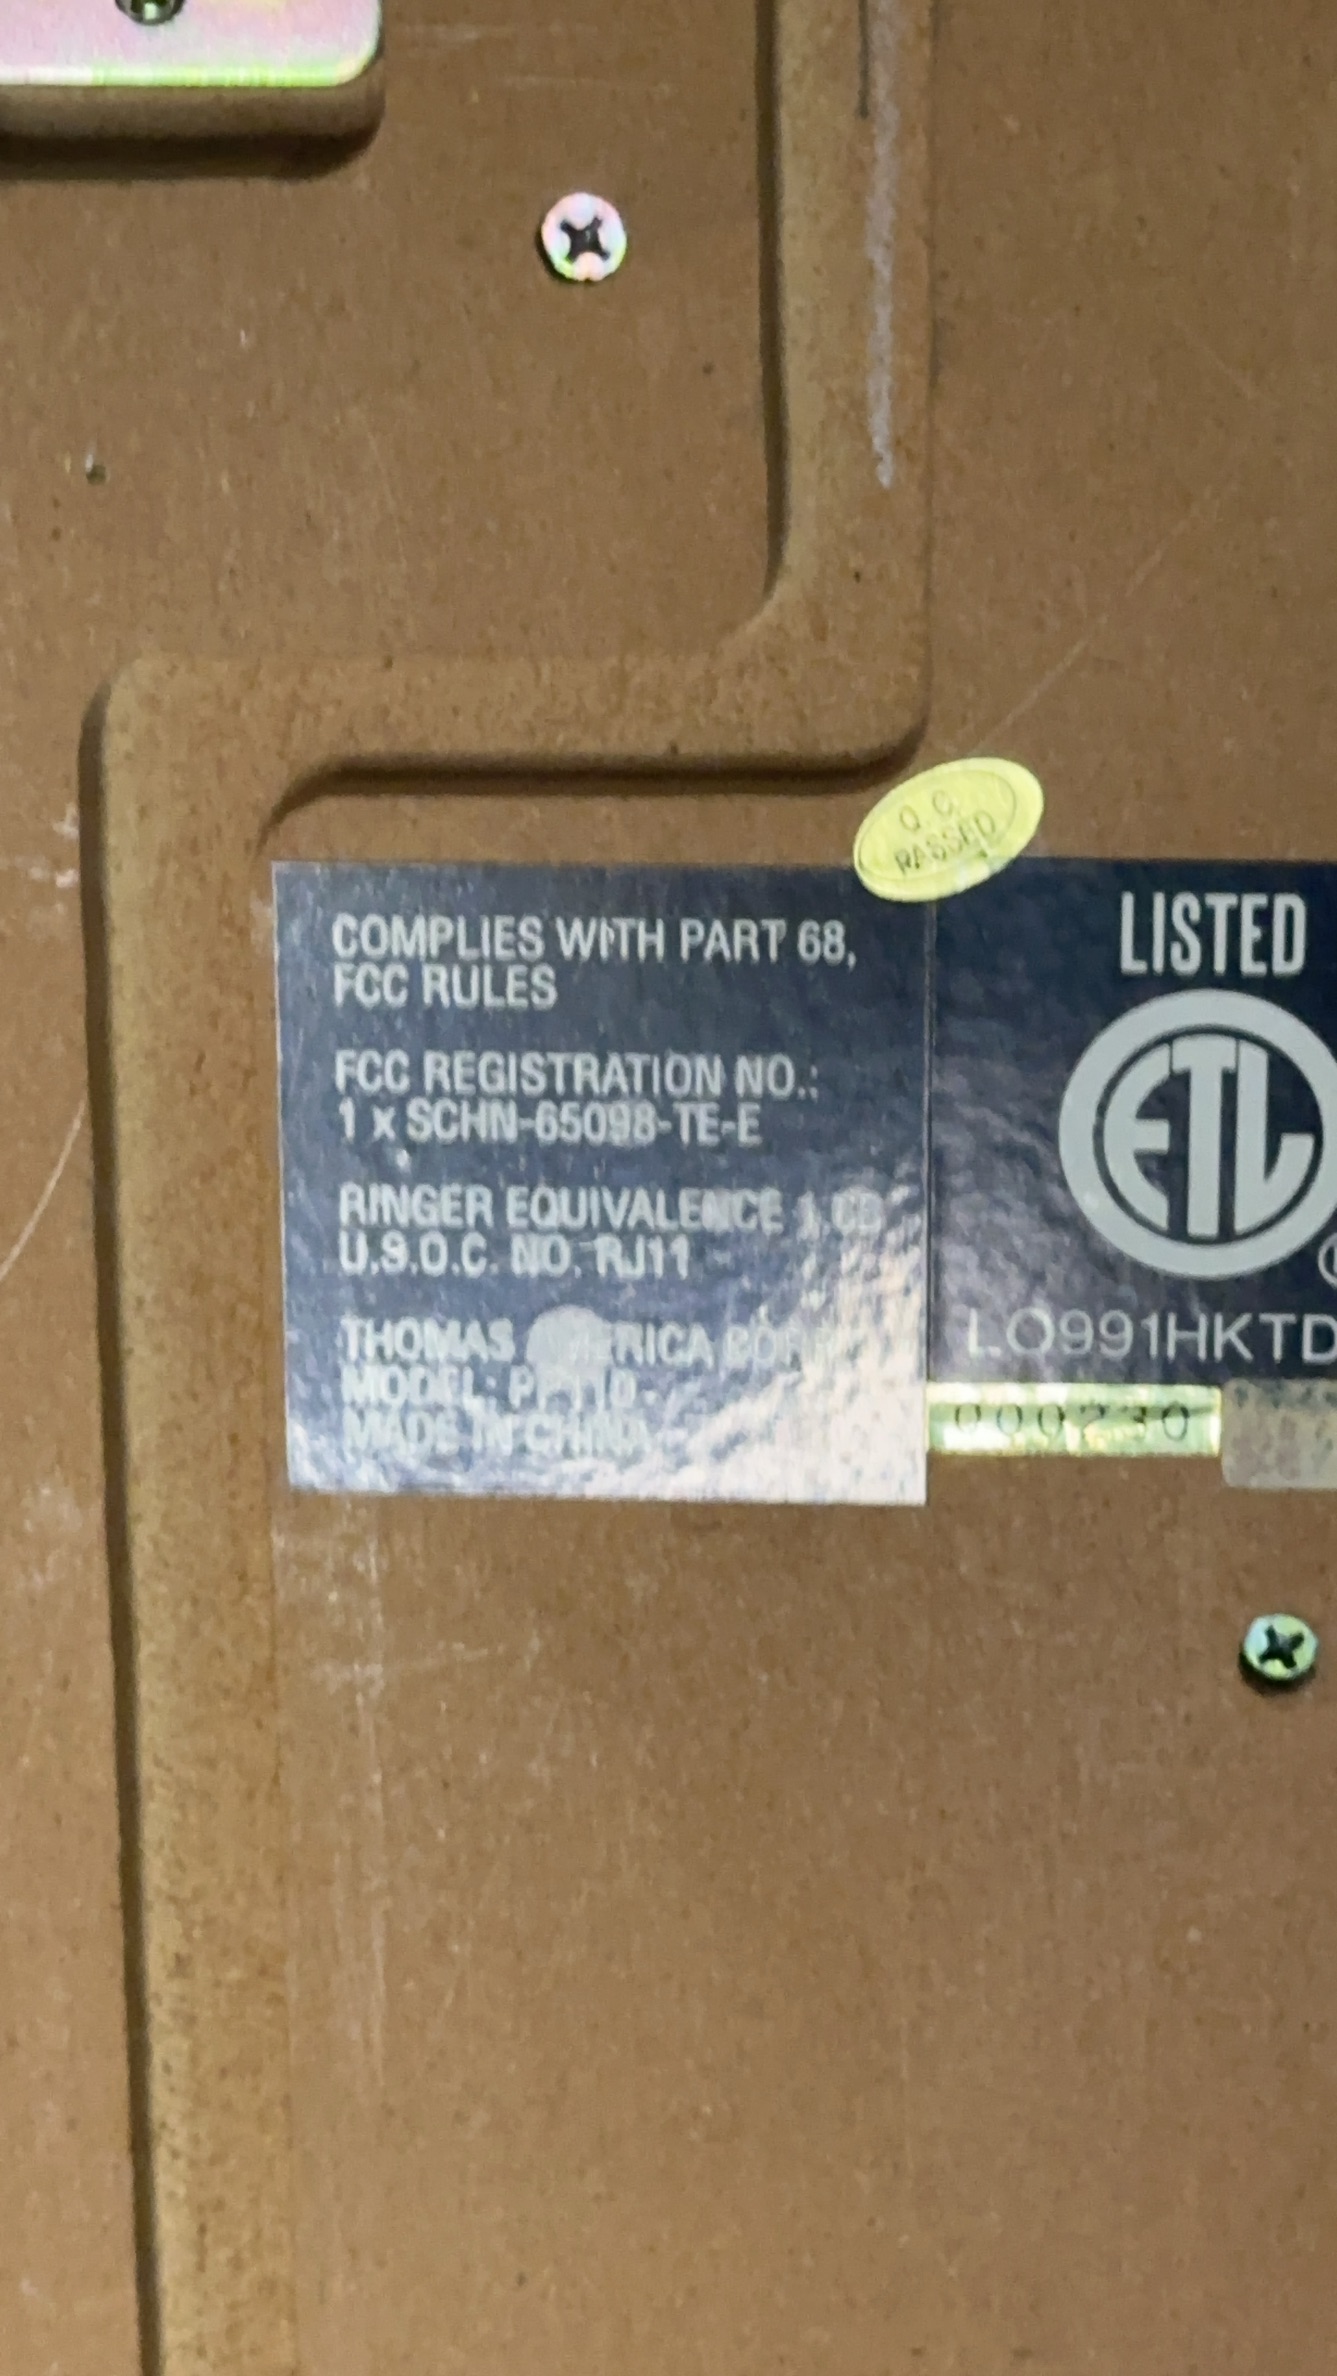 Q. C.
PASSED
COMPLIES WITH PART 68,
FCC RULES
FCC REGISTRATION NO.:
1 x SCHN-65098-TE-E
RINGER EQUIVALENCE
U.S.O.C. NO. RJ11
THOMAS
MODEL:
MADE IN CHINA
LISTED
ETL
LO991HKTD
000230